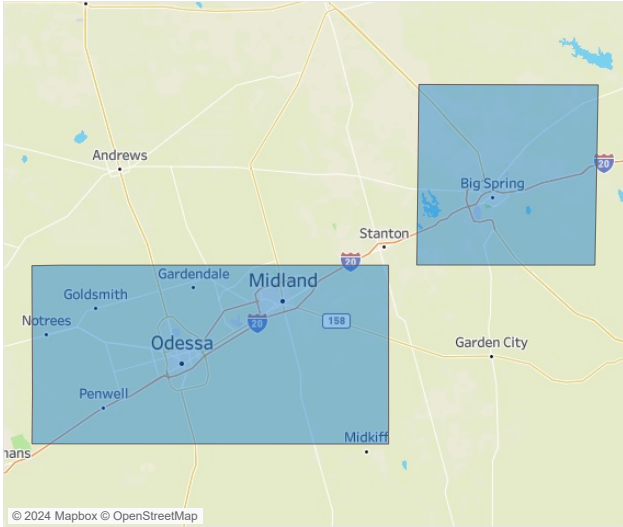 Andrews
20
Big Spring
Stanton
20
Gardendale
Midland
Goldsmith
Notrees
20
158
Odessa
Garden City
Penwell
Midkiff
nans
© 2024 Mapbox © OpenStreetMap